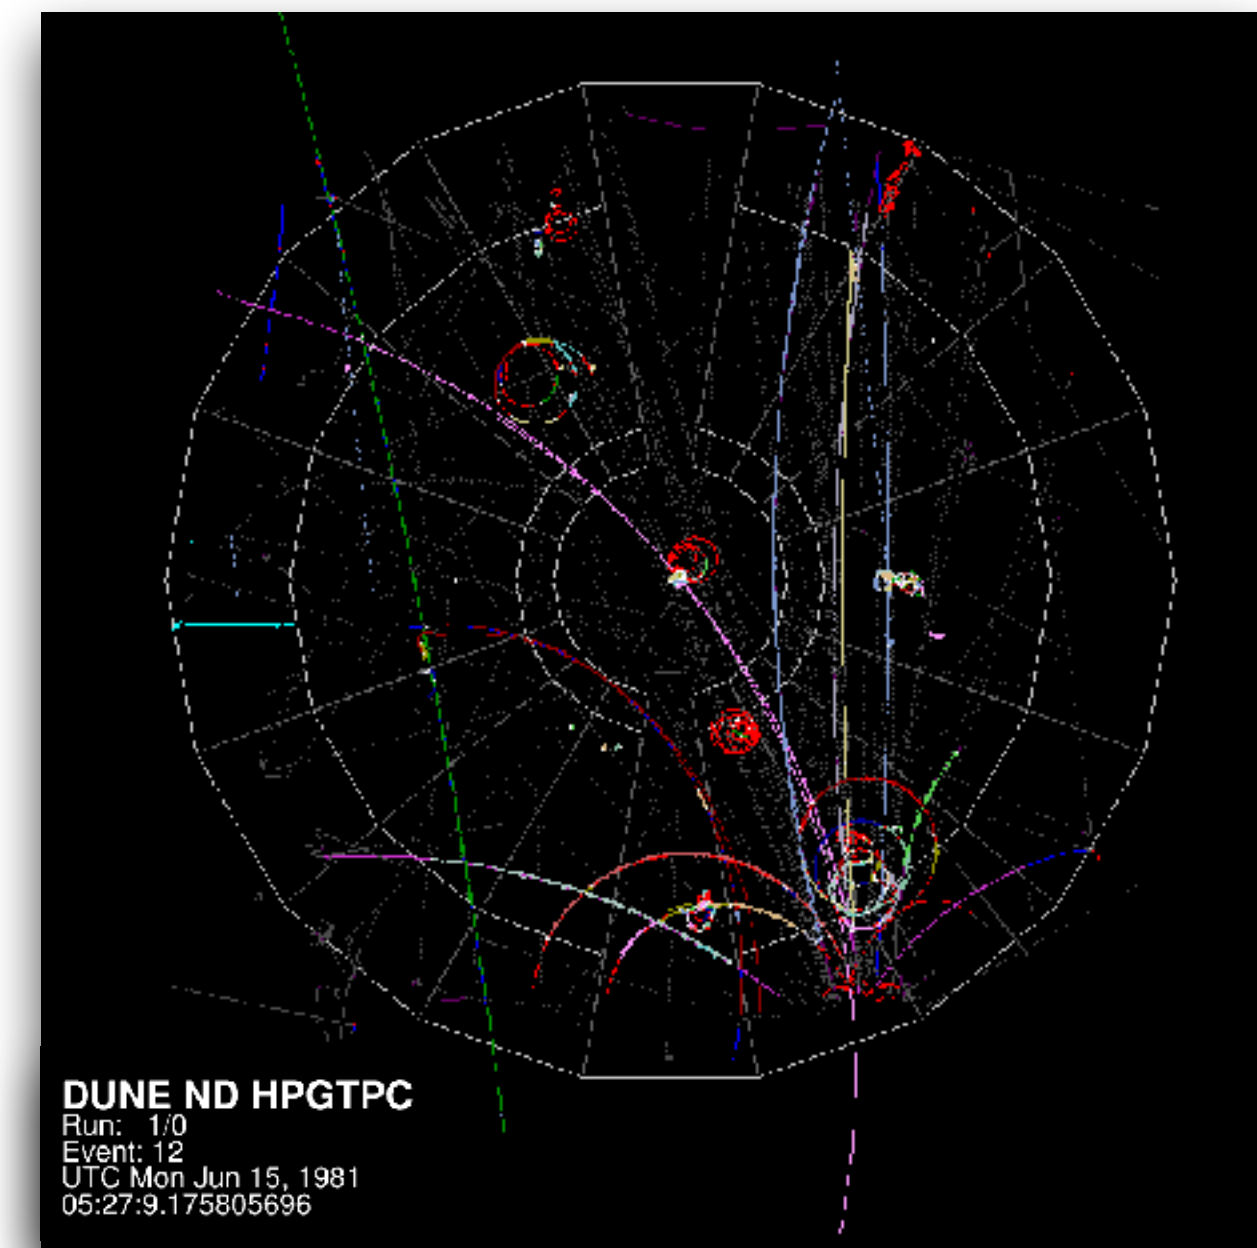 DUNE ND HPGTPC
Run: 1/0
Event: 12
UTC Mon Jun 15, 1981
05:27:9.175805696